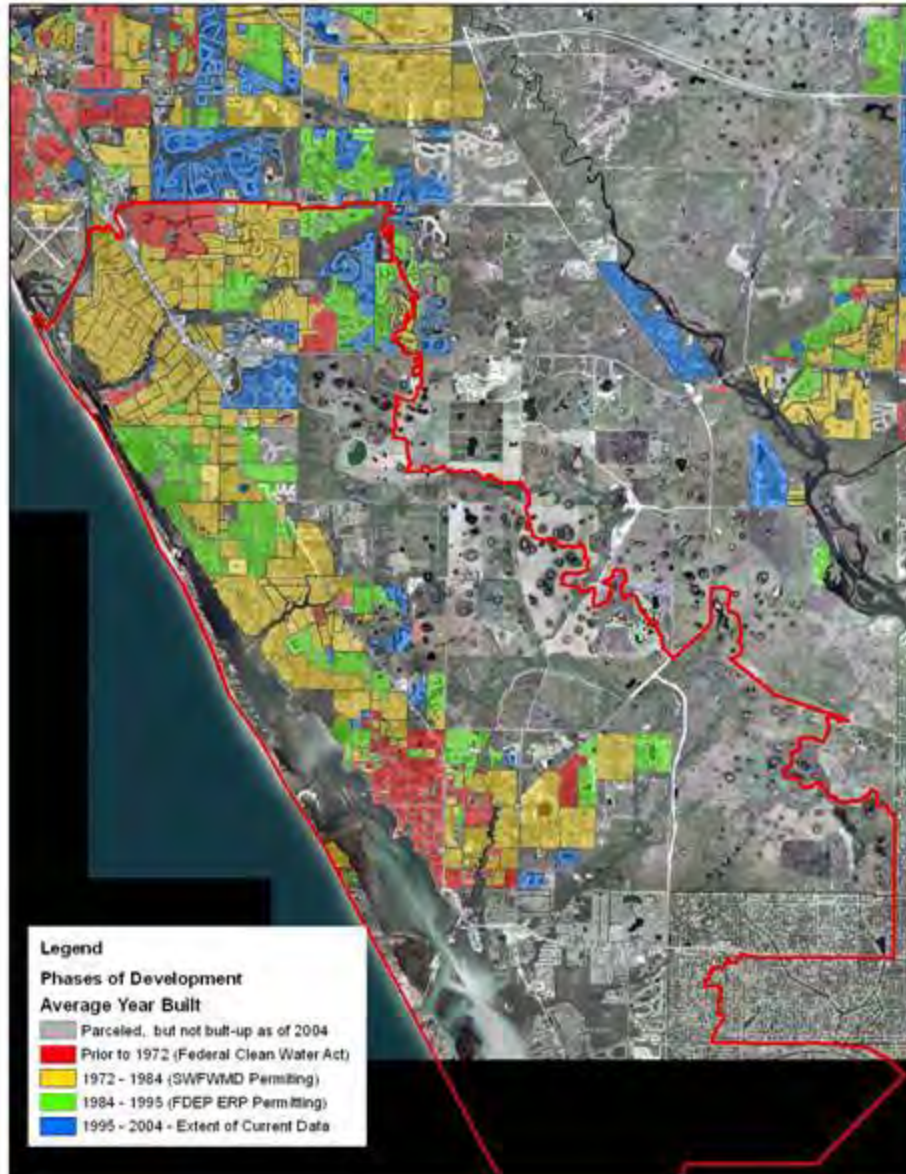 Legend
Phases of Development
Average Year Built
Parceled, but not built-up as of 2004
Prior to 1972 (Federal Clean Water Act)
1972 - 1984 (SWFWMD Permitting)
1984 - 1995 (FDEP ERP Permitting)
1995 - 2004 - Extent of Current Data